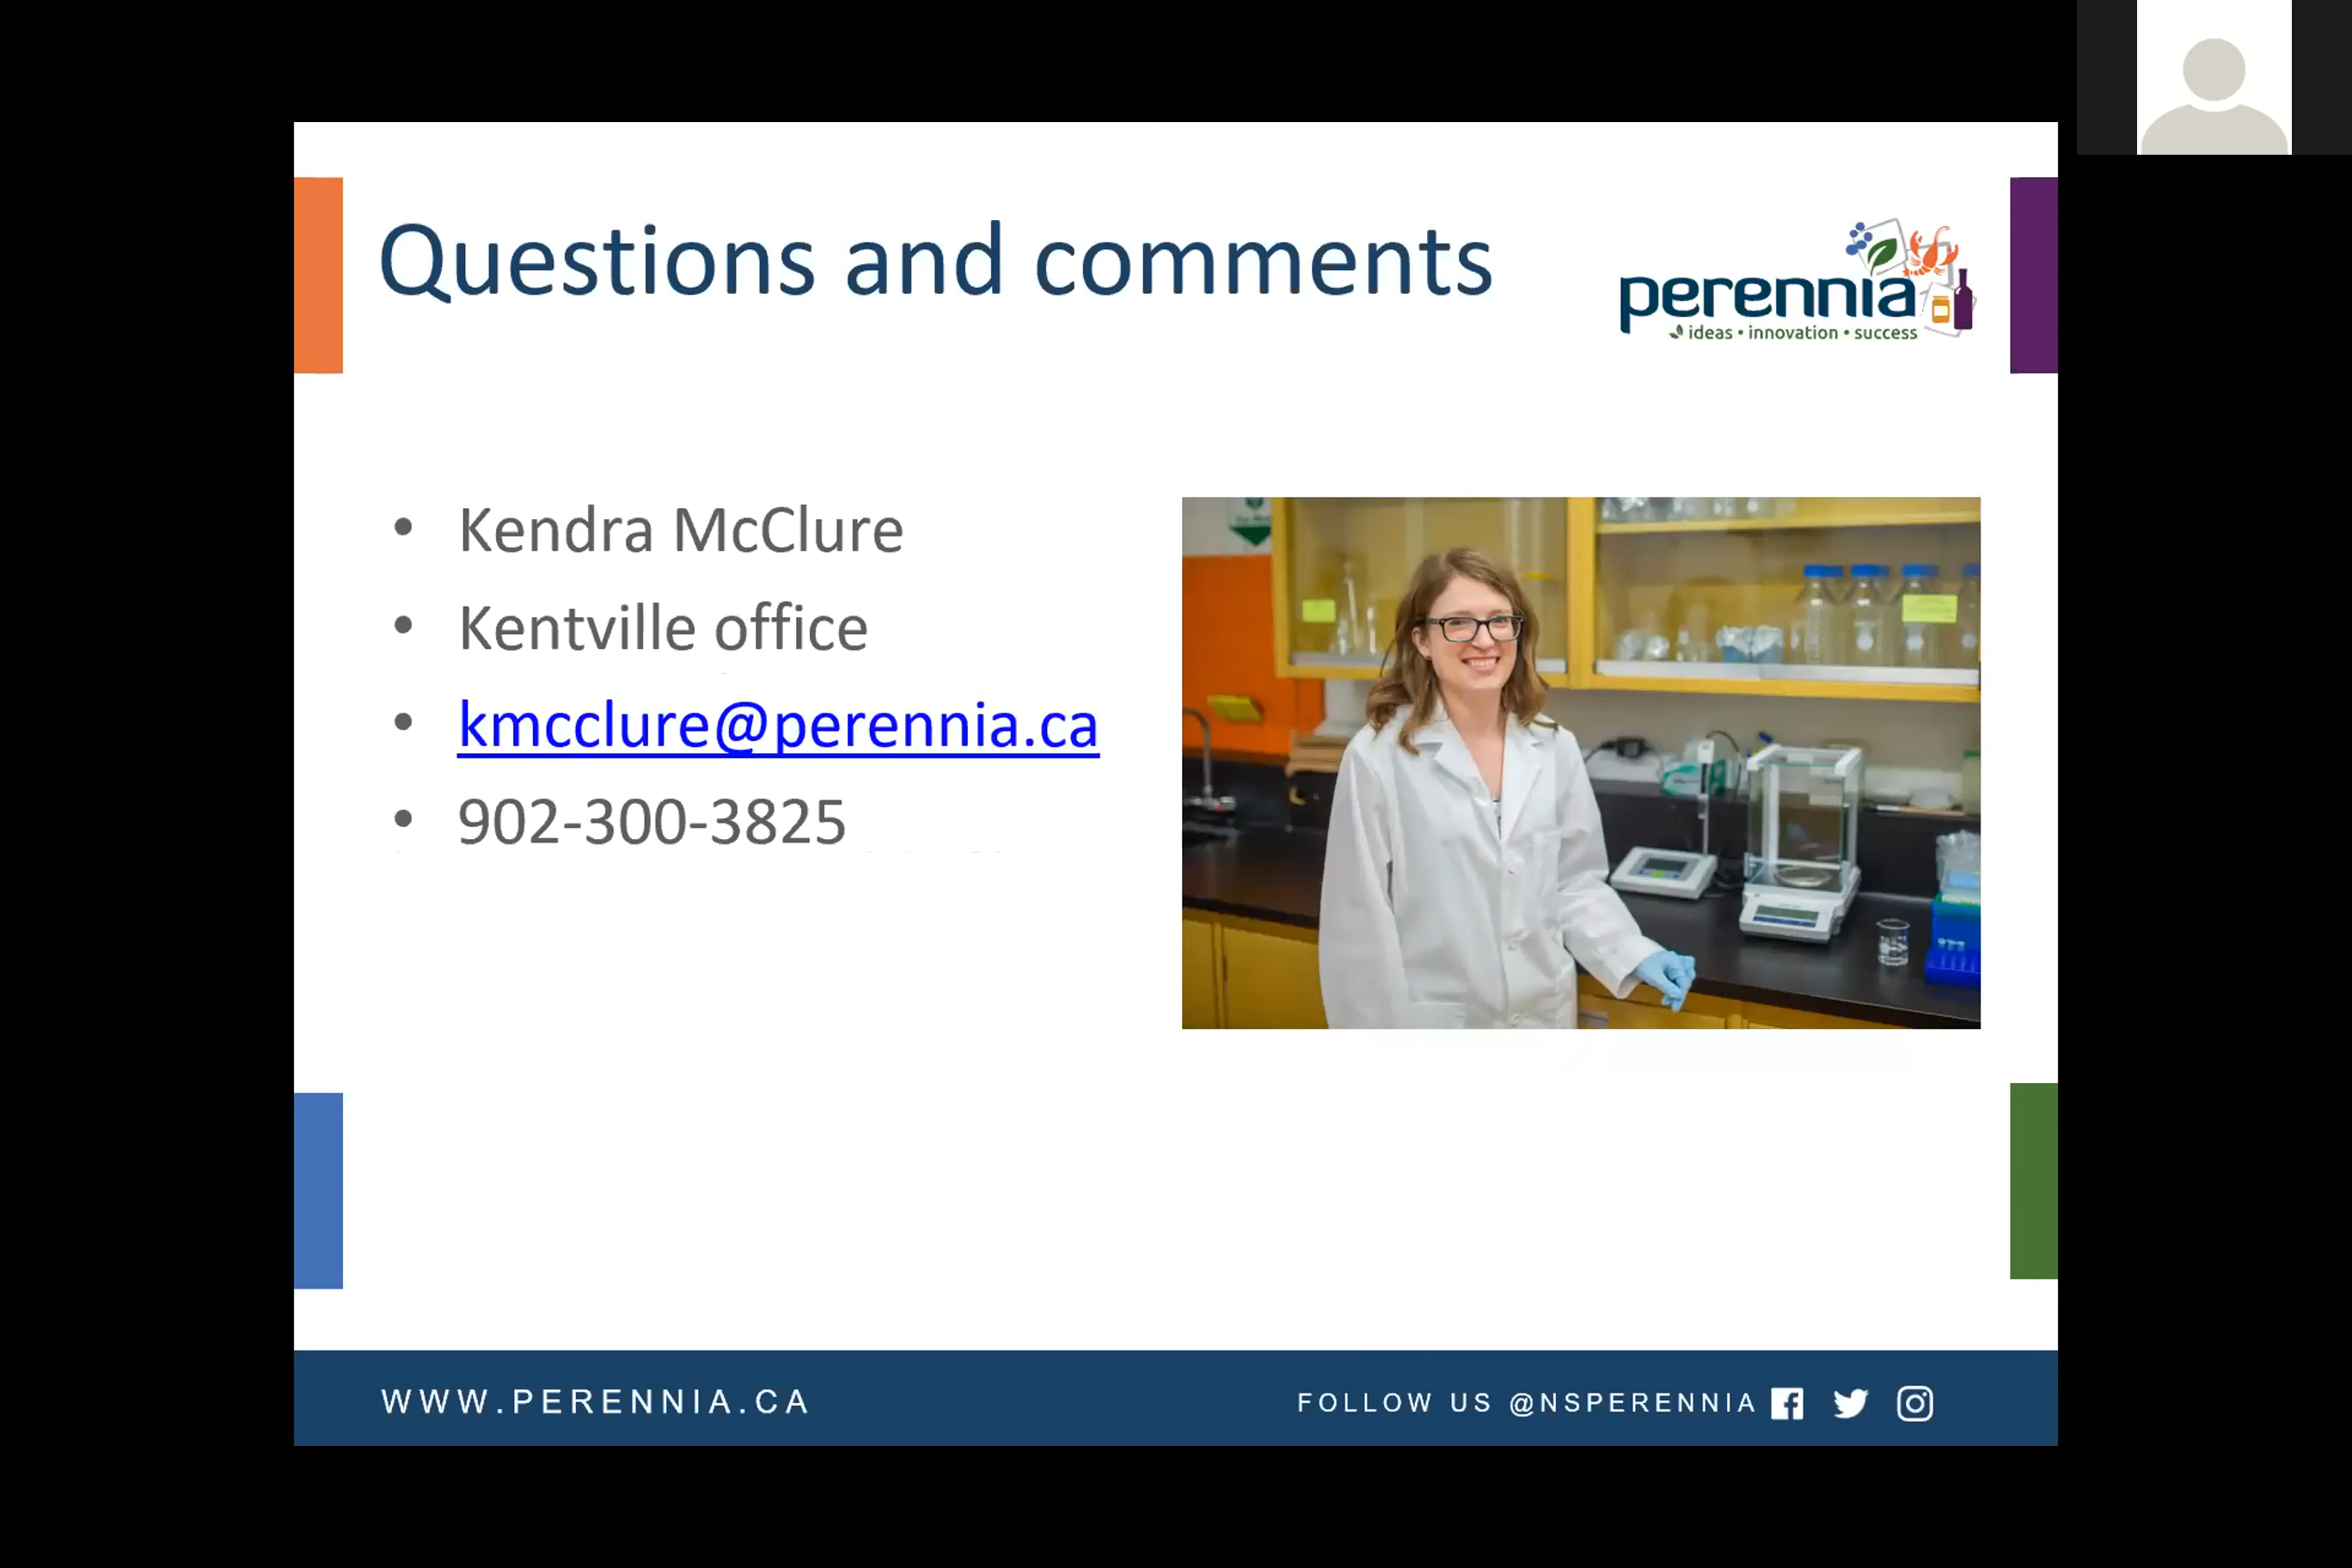 Questions and comments
perennia
ideas • innovation • success
• Kendra McClure
• Kentville office
• kmcclure@perennia.ca
• 902-300-3825
WWW.PERENNIA.CA
FOLLOW US @NSPERENNIA